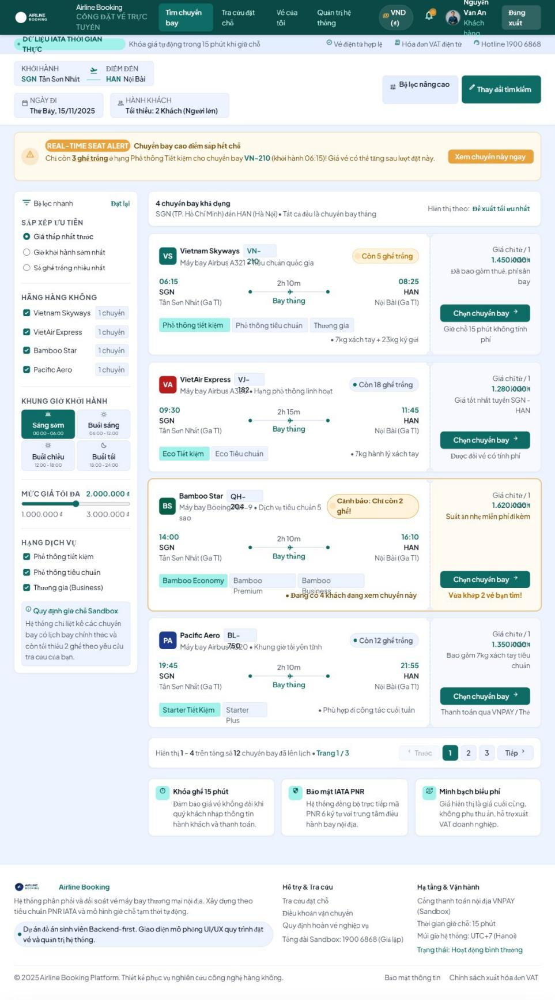 AIRLINE
BOOKING
Airline Booking
CỔNG ĐẶT VÉ TRỰC
TUYẾN
Tìm chuyến
bay
Tra cứu đặt
chỗ
Vé của
tôi
Quản trị hệ
thống
VND
(₫)
Nguyễn
Văn An
Khách
hàng
Đăng
xuất
DỮ LIỆU IATA THỜI GIAN
THỰC
Khóa giá tự động trong 15 phút khi giữ chỗ
Vé điện tử hợp lệ
Hóa đơn VAT điện tử
Hotline 1900 6868
KHỞI HÀNH
SGN Tân Sơn Nhất
ĐIỂM ĐẾN
HAN Nội Bài
NGÀY ĐI
Thứ Bảy, 15/11/2025
HÀNH KHÁCH
Tối thiểu: 2 Khách (Người lớn)
Bộ lọc nâng cao
Thay đổi tìm kiếm
REAL-TIME SEAT ALERT Chuyến bay cao điểm sắp hết chỗ
Chỉ còn 3 ghế trống ở hạng Phổ thông Tiết kiệm cho chuyến bay VN-210 (khởi hành 06:15)! Giá vé có thể tăng sau lượt đặt này.
Xem chuyến này ngay
Bộ lọc nhanh
Đặt lại
SẮP XẾP ƯU TIÊN
Giá thấp nhất trước
Giờ khởi hành sớm nhất
Số ghế trống nhiều nhất
HÃNG HÀNG KHÔNG
Vietnam Skyways 1 chuyến
VietAir Express 1 chuyến
Bamboo Star 1 chuyến
Pacific Aero 1 chuyến
KHUNG GIỜ KHỞI HÀNH
Sáng sớm
00:00 - 06:00
Buổi sáng
06:00 - 12:00
Buổi chiều
12:00 - 18:00
Buổi tối
18:00 - 24:00
MỨC GIÁ TỐI ĐA 2.000.000 ₫
1.000.000 ₫ 3.000.000 ₫
HẠNG DỊCH VỤ
Phổ thông tiết kiệm
Phổ thông tiêu chuẩn
Thương gia (Business)
Quy định giữ chỗ Sandbox
Hệ thống chỉ liệt kê các chuyến
bay có lịch bay chính thức và
còn tối thiểu 2 ghế theo yêu cầu
tra cứu của bạn.
4 chuyến bay khả dụng
SGN (TP. Hồ Chí Minh) đến HAN (Hà Nội) • Tất cả đều là chuyến bay thẳng
Hiển thị theo: Đề xuất tối ưu nhất
VS
Vietnam Skyways
VN-
210
Máy bay Airbus A321 • Tiêu chuẩn quốc gia
Còn 5 ghế trống
06:15
SGN
Tân Sơn Nhất (Ga T1)
2h 10m
Bay thẳng
08:25
HAN
Nội Bài (Ga T1)
Phổ thông tiết kiệm
Phổ thông tiêu chuẩn
Thương gia
• 7kg xách tay + 23kg ký gửi
Giá chỉ từ / 1
khách
1.450.000₫
Đã bao gồm thuế, phí sân
bay
Chọn chuyến bay
Giữ chỗ 15 phút không tính
phí
VA
VietAir Express
VJ-
182
Máy bay Airbus A320 • Hạng phổ thông linh hoạt
Còn 18 ghế trống
09:30
SGN
Tân Sơn Nhất (Ga T1)
2h 15m
Bay thẳng
11:45
HAN
Nội Bài (Ga T1)
Eco Tiết kiệm
Eco Tiêu chuẩn
• 7kg hành lý xách tay
Giá chỉ từ / 1
khách
1.280.000₫
Giá tốt nhất tuyến SGN -
HAN
Chọn chuyến bay
Được đổi vé có tính phí
BS
Bamboo Star
QH-
204
Máy bay Boeing -9 • Dịch vụ tiêu chuẩn 5
sao
Cảnh báo: Chỉ còn 2
ghế!
14:00
SGN
Tân Sơn Nhất (Ga T1)
2h 10m
Bay thẳng
16:10
HAN
Nội Bài (Ga T1)
Bamboo Economy
Bamboo
Premium
Bamboo
Business
• Đang có 4 khách đang xem chuyến này
Giá chỉ từ / 1
khách
1.620.000₫
Suất ăn nhẹ miễn phí đi kèm
Chọn chuyến bay
Vừa khớp 2 vé bạn tìm!
PA
Pacific Aero
BL-
750
Máy bay Airbus A320 • Khung giờ tối yên tĩnh
Còn 12 ghế trống
19:45
SGN
Tân Sơn Nhất (Ga T1)
2h 10m
Bay thẳng
21:55
HAN
Nội Bài (Ga T1)
Starter Tiết Kiệm
Starter
Plus
• Phù hợp đi công tác cuối tuần
Giá chỉ từ / 1
khách
1.350.000₫
Bao gồm 7kg xách tay tiêu
chuẩn
Chọn chuyến bay
Thanh toán qua VNPAY / Thẻ
Hiển thị 1 - 4 trên tổng số 12 chuyến bay đã lên lịch • Trang 1 / 3
Trước 1 2 3 Tiếp
Khóa ghế 15 phút
Đảm bảo giá vé không đổi khi
quý khách nhập thông tin
hành khách và thanh toán.
Bảo mật IATA PNR
Hệ thống đồng bộ trực tiếp mã
PNR 6 ký tự với trung tâm điều
hành bay nội địa.
Minh bạch biểu phí
Giá hiển thị là giá cuối cùng,
không phụ thu ẩn, hỗ trợ xuất
VAT doanh nghiệp.
AIRLINE
BOOKING
Airline Booking
Hệ thống phân phối và đối soát vé máy bay thương mại nội địa. Xây dựng theo
tiêu chuẩn PNR IATA và mô hình giữ chỗ tạm thời tự động.
Dự án đồ án sinh viên Backend-first. Giao diện mô phỏng UI/UX quy trình đặt
vé và quản trị hệ thống.
Hỗ trợ & Tra cứu
Tra cứu đặt chỗ
Điều khoản vận chuyển
Quy định hoàn vé nghiệp vụ
Tổng đài Sandbox: 1900 6868 (Giả lập)
Hạ tầng & Vận hành
Cổng thanh toán nội địa VNPAY
(Sandbox)
Thời gian giữ chỗ: 15 phút
Múi giờ hệ thống: UTC+7 (Hanoi)
Trạng thái: Hoạt động bình thường
© 2025 Airline Booking Platform. Thiết kế phục vụ nghiên cứu công nghệ hàng không.
Bảo mật thông tin
Chính sách xuất hóa đơn VAT